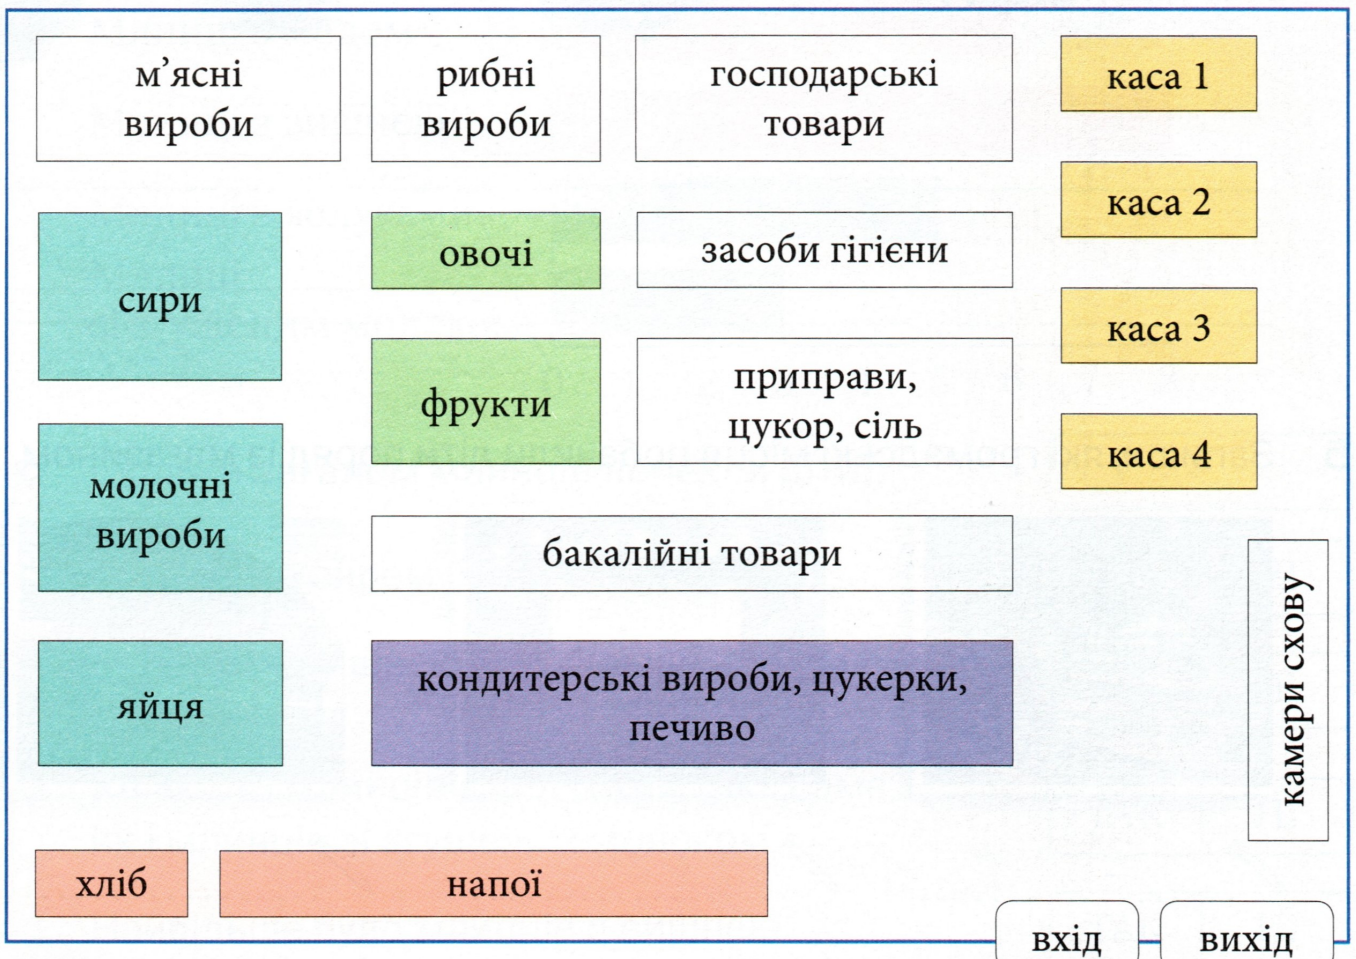 м’ясні
вироби
рибні
вироби
господарські
товари
каса 1
каса 2
сири
овочі
засоби гігієни
каса 3
фрукти
приправи,
цукор, сіль
каса 4
молочні
вироби
бакалійні товари
камери схову
яйця
кондитерські вироби, цукерки,
печиво
хліб
напої
вхід
вихід